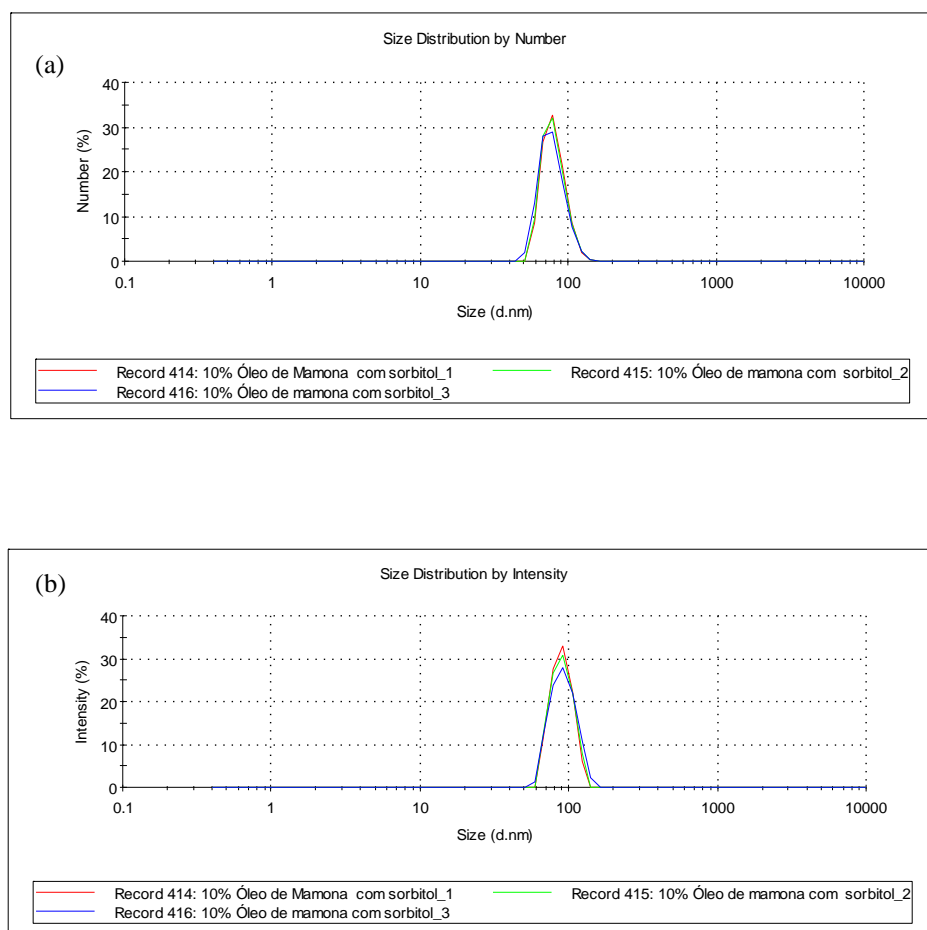 Size Distribution by Number
(a)
40
30
20
10
0
Number (%)
0.1 1 10 100 1000 10000
Size (d.nm)
Record 414: 10% Óleo de Mamona com sorbitol_1 Record 415: 10% Óleo de mamona com sorbitol_2
Record 416: 10% Óleo de mamona com sorbitol_3
Size Distribution by Intensity
(b)
40
30
20
10
0
Intensity (%)
0.1 1 10 100 1000 10000
Size (d.nm)
Record 414: 10% Óleo de Mamona com sorbitol_1 Record 415: 10% Óleo de mamona com sorbitol_2
Record 416: 10% Óleo de mamona com sorbitol_3